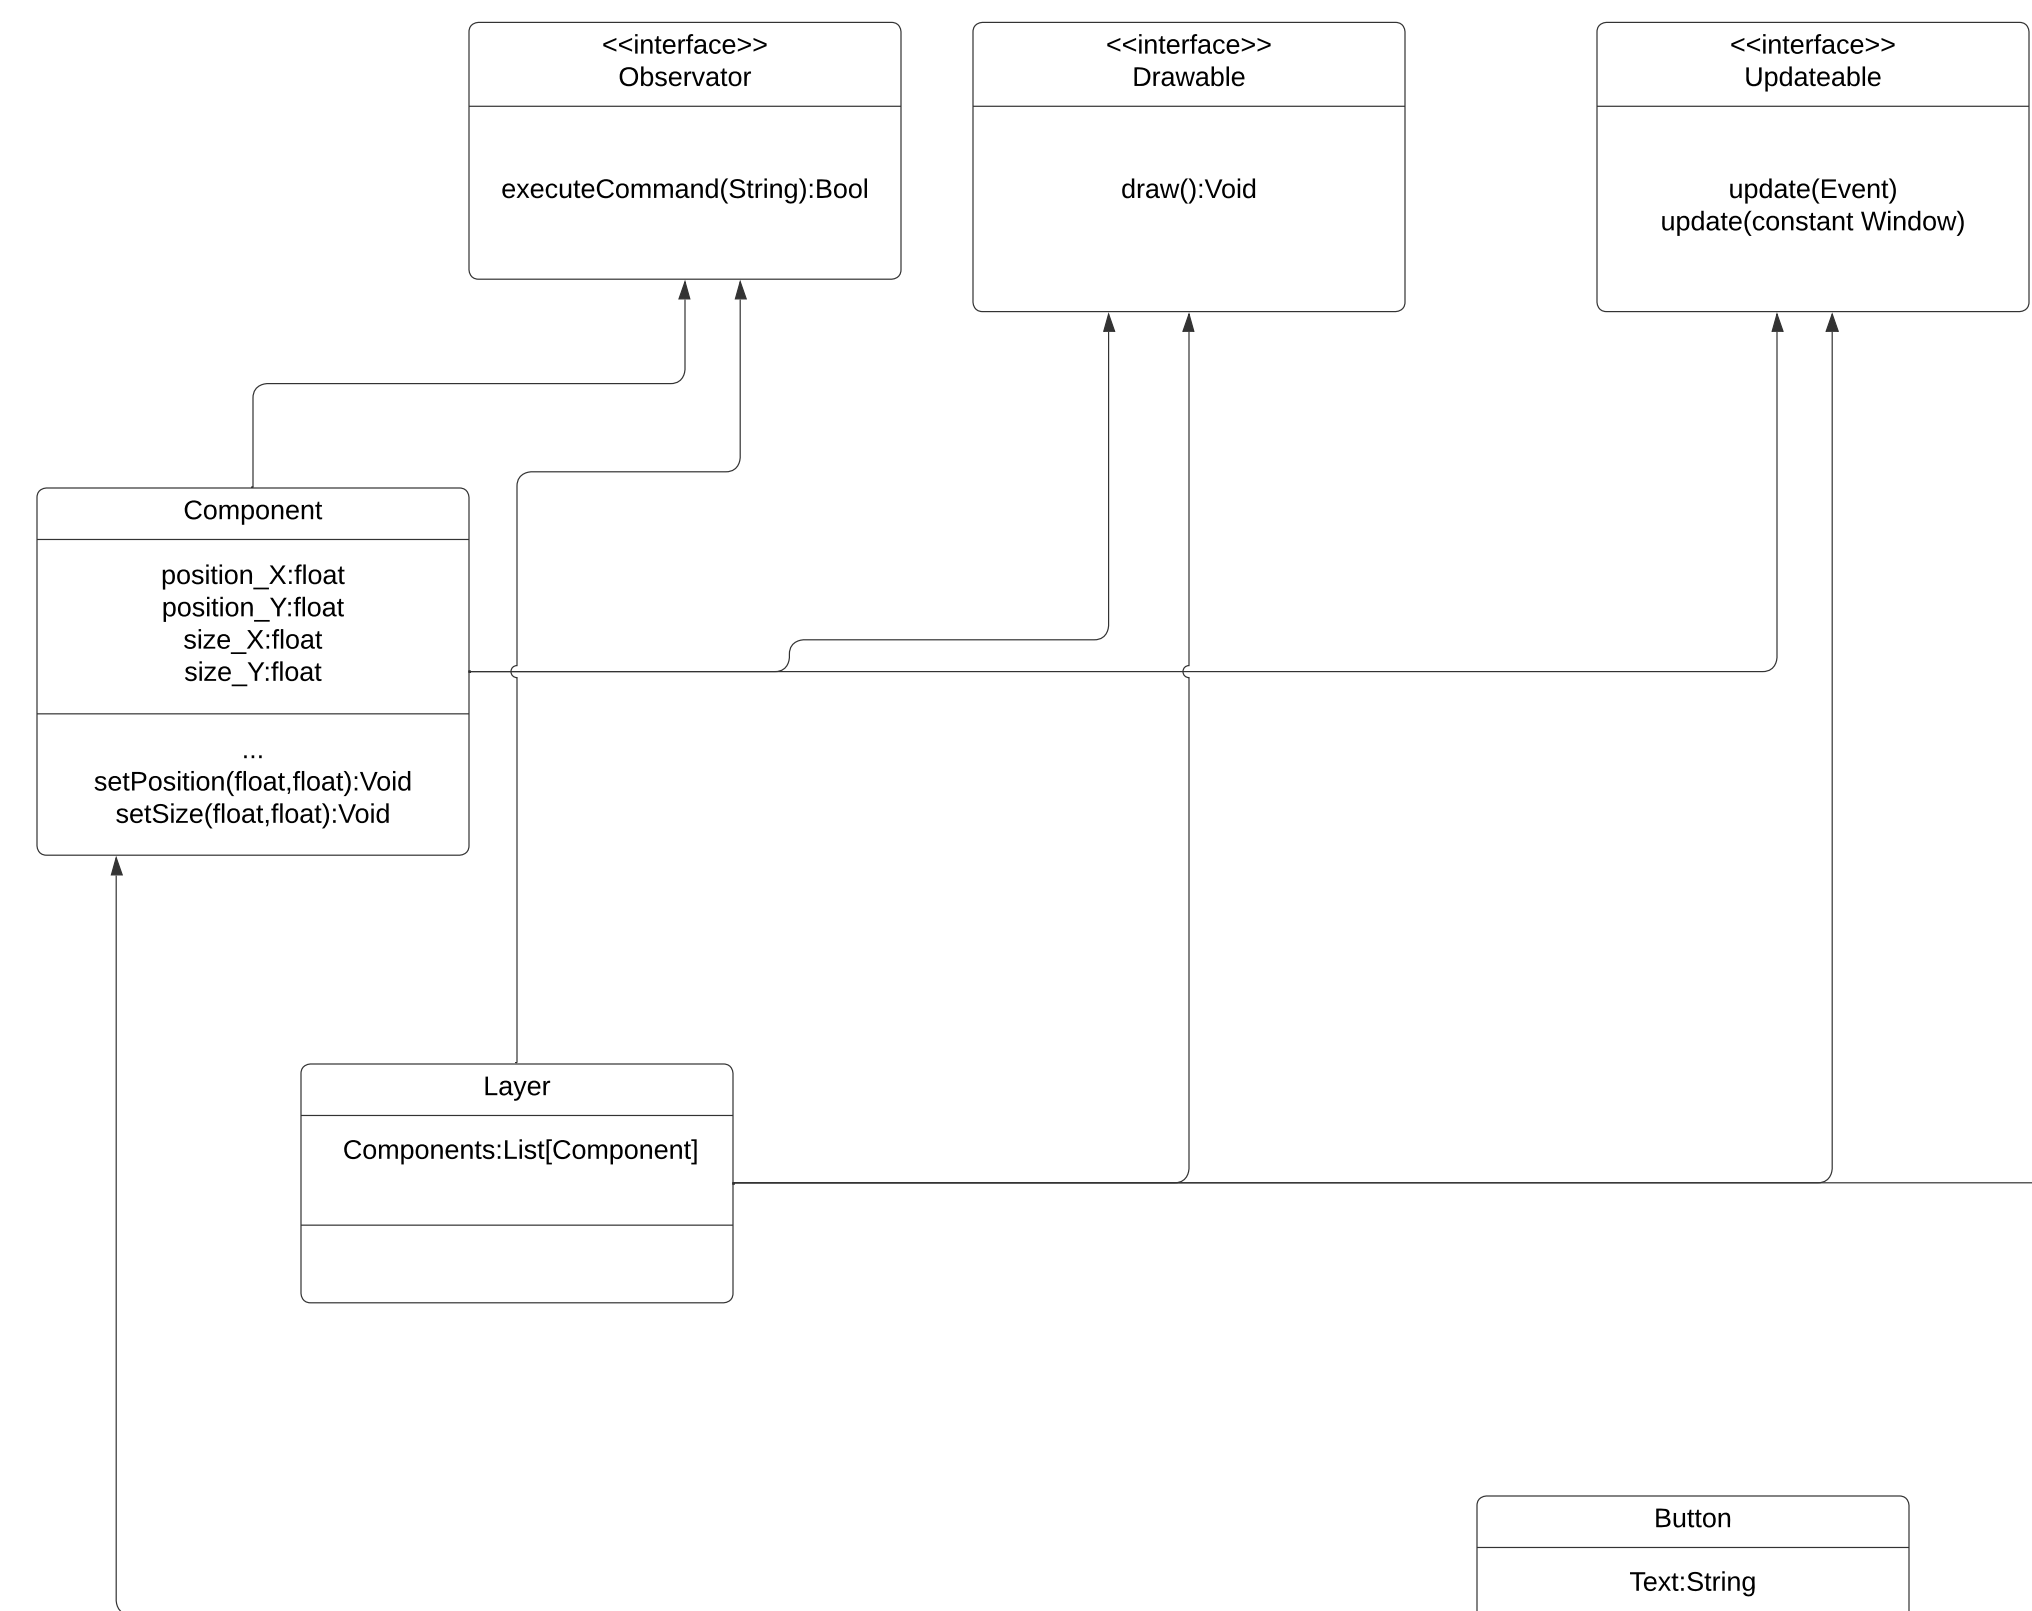 <<interface>>
Observator
executeCommand(String):Bool
<<interface>>
Drawable
draw():Void
<<interface>>
Updateable
update(Event)
update(constant Window)
Component
position_X:float
position_Y:float
size_X:float
size_Y:float
...
setPosition(float,float):Void
setSize(float,float):Void
Layer
Components:List[Component]
Button
Text:String